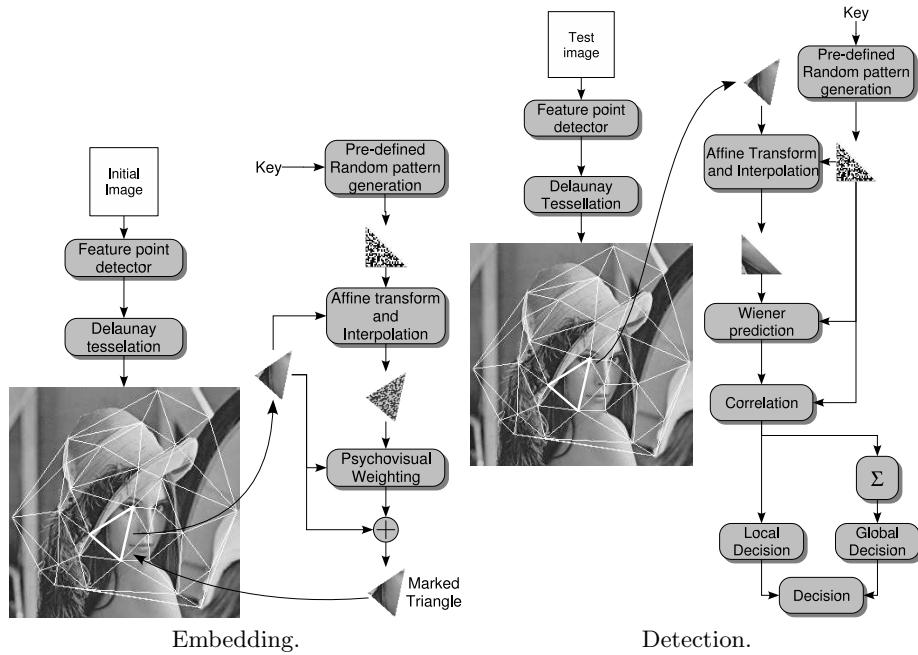 Initial
Image
Feature point
detector
Delaunay
tesselation
Key
Pre-defined
Random pattern
generation
Affine transform
and
Interpolation
Psychovisual
Weighting
+
Marked
Triangle
Embedding.
Test
image
Feature point
detector
Delaunay
Tessellation
Key
Pre-defined
Random pattern
generation
Affine Transform
and Interpolation
Wiener
prediction
Correlation
Σ
Local
Decision
Global
Decision
Decision
Detection.